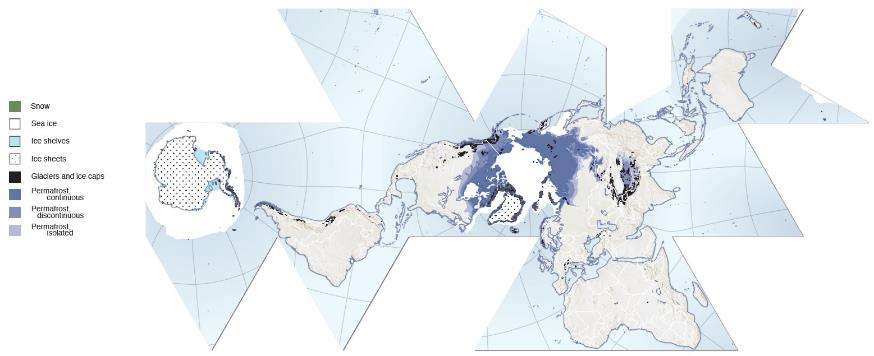 Snow
Sea ice
Ice shelves
Ice sheets
Glaciers and ice caps
Permafrost,
continuous
Permafrost,
discontinuous
Permafrost,
isolated